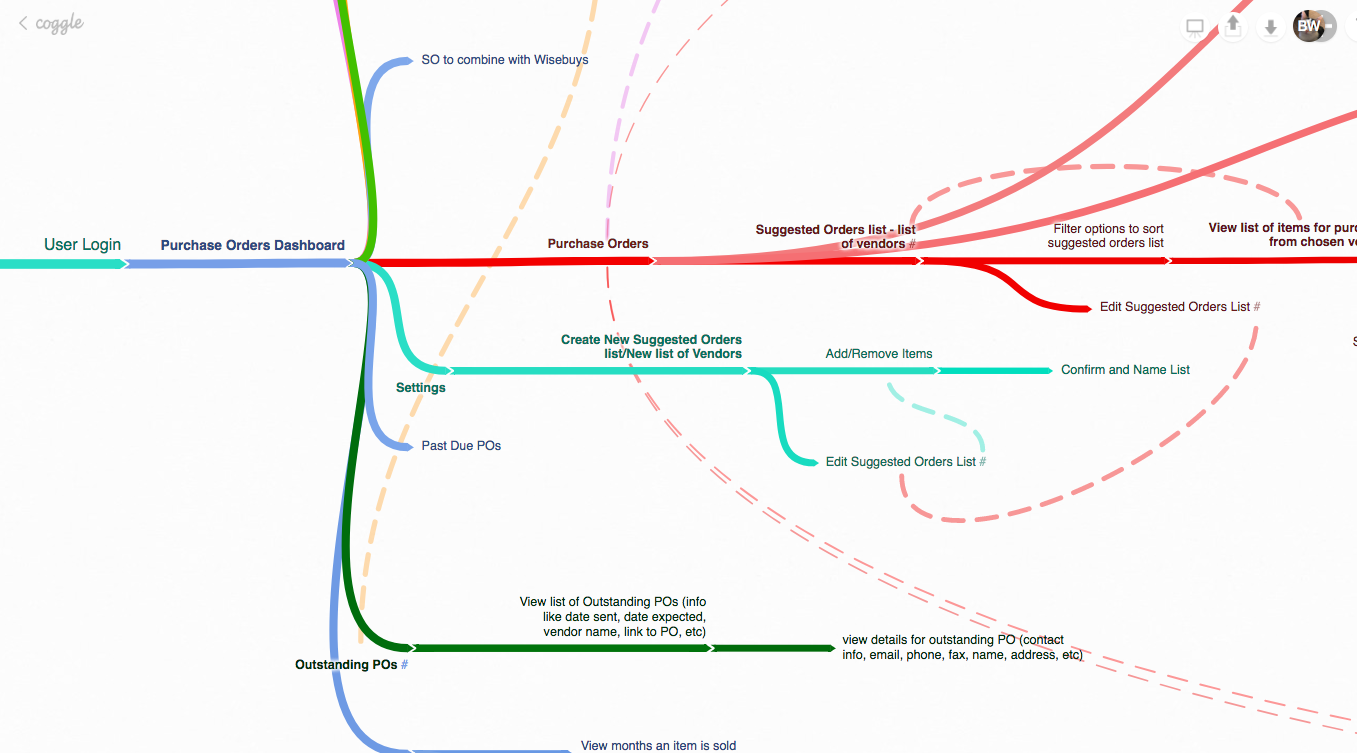 coggle
BW
SO to combine with Wisebuys
User Login
Purchase Orders Dashboard
Purchase Orders
Suggested Orders list - list
of vendors #
Filter options to sort
suggested orders list
View list of items for
from chosen
Edit Suggested Orders List #
Create New Suggested Orders
list/New list of Vendors
Add/Remove Items
Confirm and Name List
Settings
Past Due POs
Edit Suggested Orders List #
View list of Outstanding POs (info
like date sent, date expected,
vendor name, link to PO, etc)
view details for outstanding PO (contact
info, email, phone, fax, name, address, etc)
Outstanding POs #
View months an item is sold